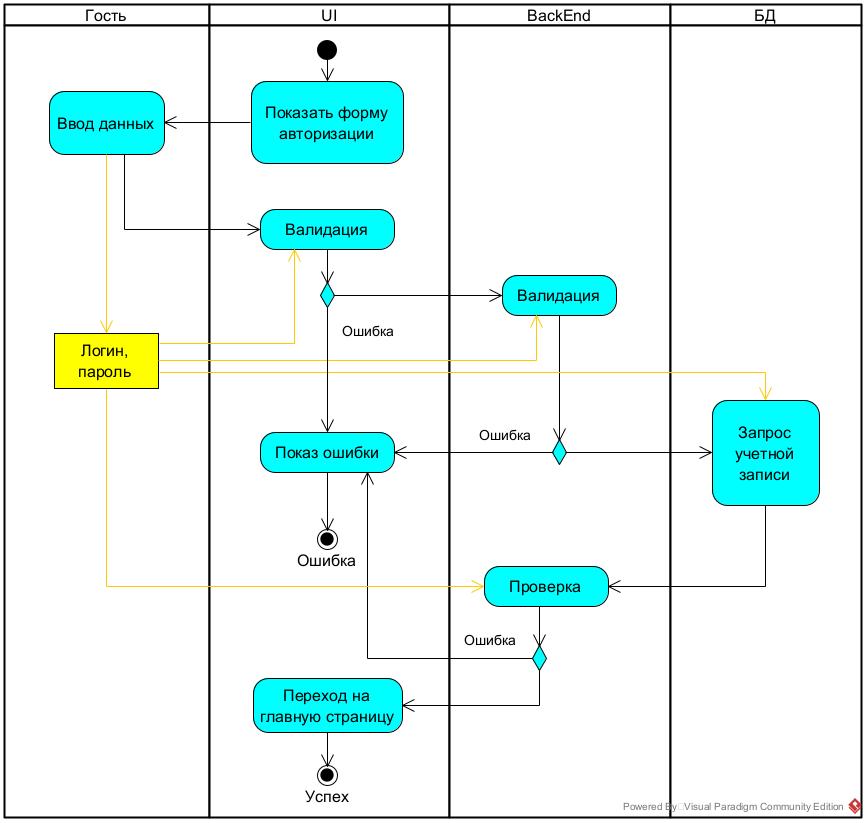 Гость
UI
BackEnd
БД
Показать форму
авторизации
Ввод данных
Валидация
Валидация
Ошибка
Логин,
пароль
Запрос
учетной
записи
Ошибка
Показ ошибки
Ошибка
Проверка
Ошибка
Переход на
главную страницу
Успех
Powered By Visual Paradigm Community Edition